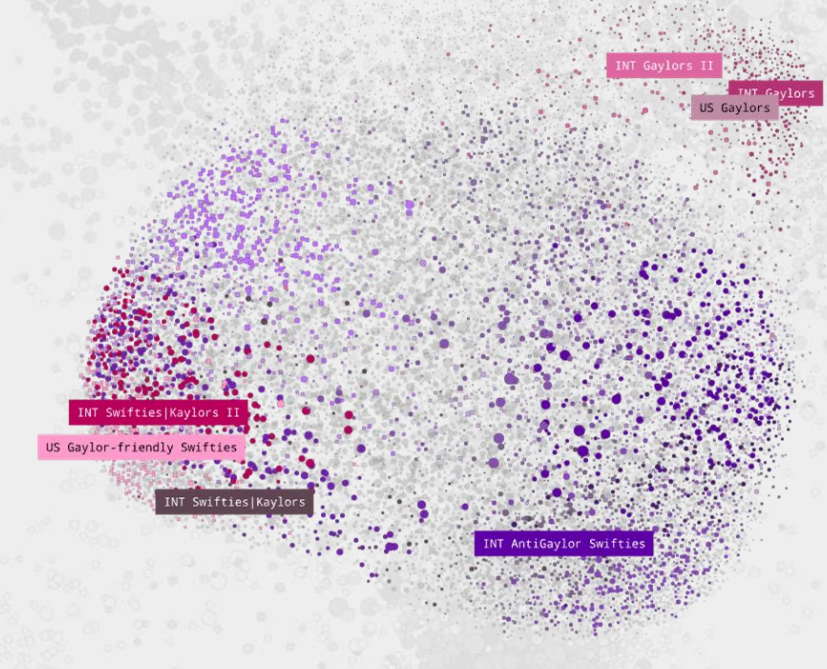 INT Gaylors II
INT Gaylors
US Gaylors
INT Swifties|Kaylors II
US Gaylor-friendly Swifties
INT Swifties|Kaylors
INT AntiGaylor Swifties